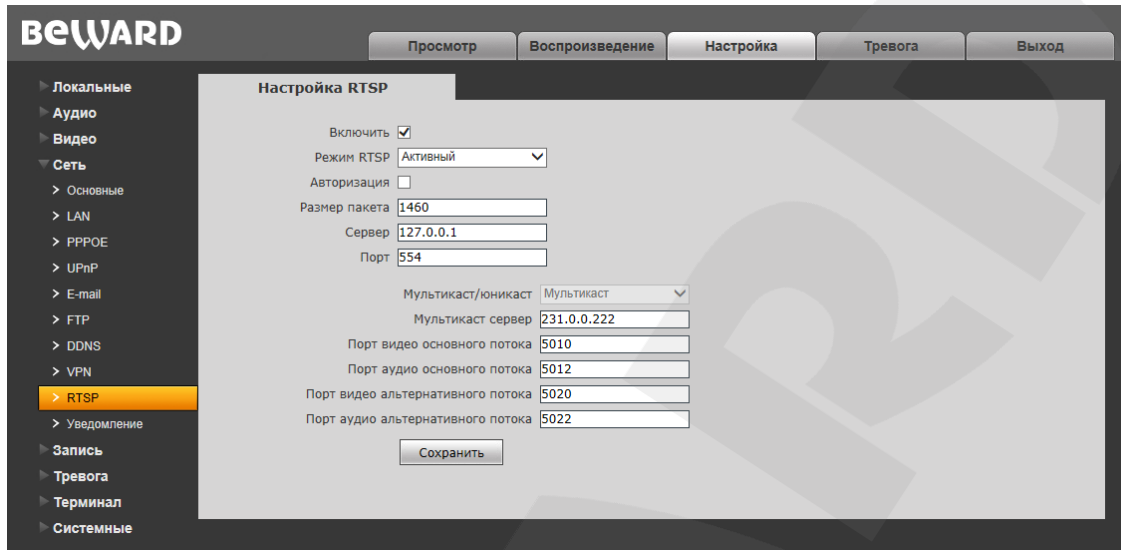 BEWARD
Просмотр
Воспроизведение
Настройка
Тревога
Выход
Локальные
Аудио
Видео
Сеть
Основные
LAN
PPPOE
UPnP
E-mail
FTP
DDNS
VPN
RTSP
Уведомление
Запись
Тревога
Терминал
Системные
Настройка RTSP
Включить
Режим RTSP Активный
Авторизация
Размер пакета 1460
Сервер 127.0.0.1
Порт 554
Мультикаст/юникаст Мультикаст
Мультикаст сервер 231.0.0.222
Порт видео основного потока 5010
Порт аудио основного потока 5012
Порт видео альтернативного потока 5020
Порт аудио альтернативного потока 5022
Сохранить